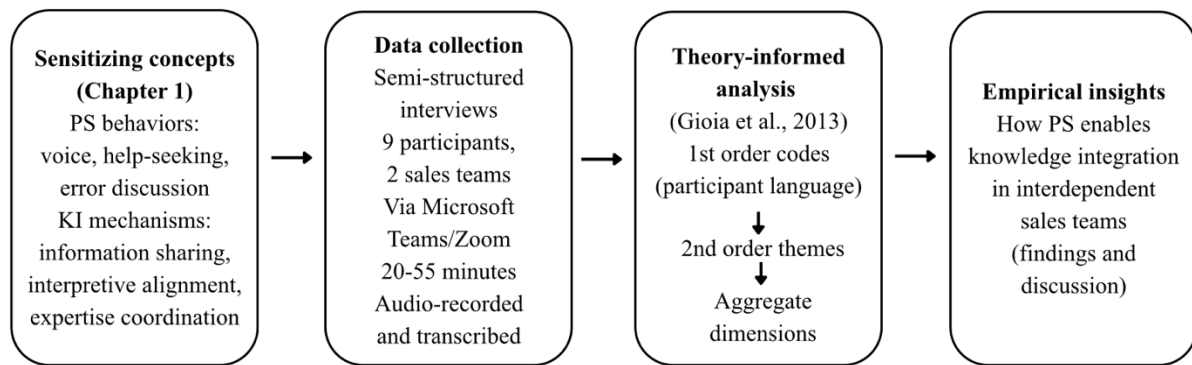 Sensitizing concepts
(Chapter 1)
PS behaviors:
voice, help-seeking,
error discussion
KI mechanisms:
information sharing,
interpretive alignment,
expertise coordination
Data collection
Semi-structured
interviews
9 participants,
2 sales teams
Via Microsoft
Teams/Zoom
20-55 minutes
Audio-recorded
and transcribed
Theory-informed
analysis
(Gioia et al., 2013)
1st order codes
(participant language)
2nd order themes
Aggregate
dimensions
Empirical insights
How PS enables
knowledge integration
in interdependent
sales teams
(findings and
discussion)